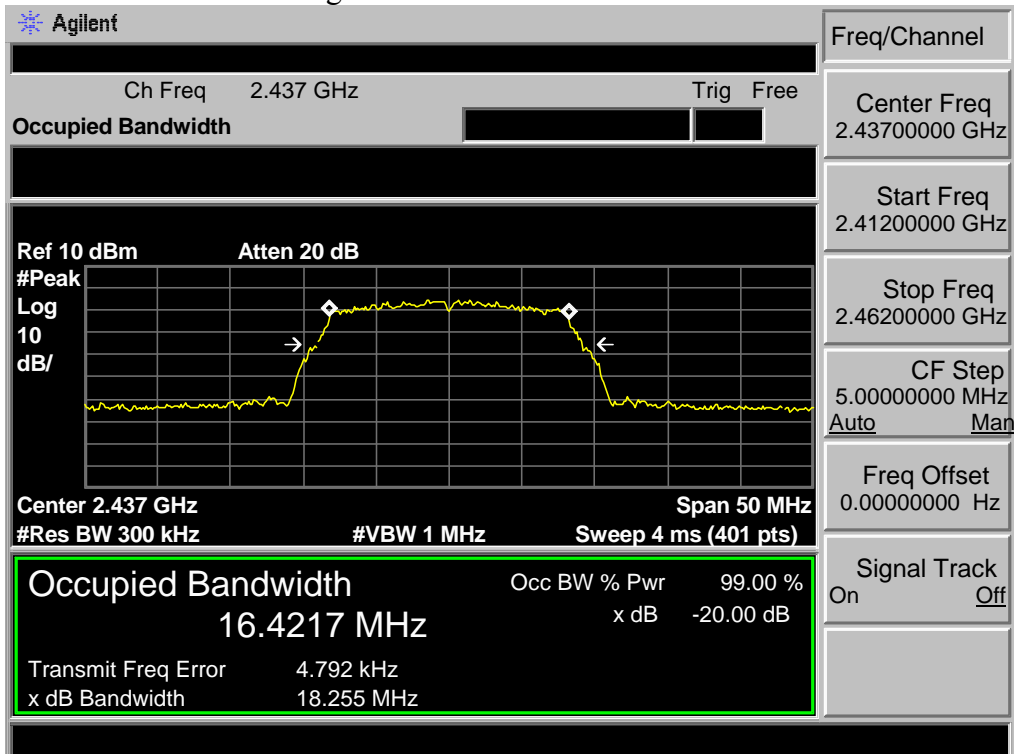 Agilent
Freq/Channel
Ch Freq 2.437 GHz Trig Free
Occupied Bandwidth
Center Freq
2.43700000 GHz
Start Freq
2.41200000 GHz
Stop Freq
2.46200000 GHz
CF Step
5.00000000 MHz
Auto Man
Freq Offset
0.00000000 Hz
Signal Track
On Off
Ref 10 dBm Atten 20 dB
#Peak
Log
10
dB/
Center 2.437 GHz Span 50 MHz
#Res BW 300 kHz #VBW 1 MHz Sweep 4 ms (401 pts)
Occupied Bandwidth Occ BW % Pwr 99.00 %
16.4217 MHz x dB -20.00 dB
Transmit Freq Error 4.792 kHz
x dB Bandwidth 18.255 MHz